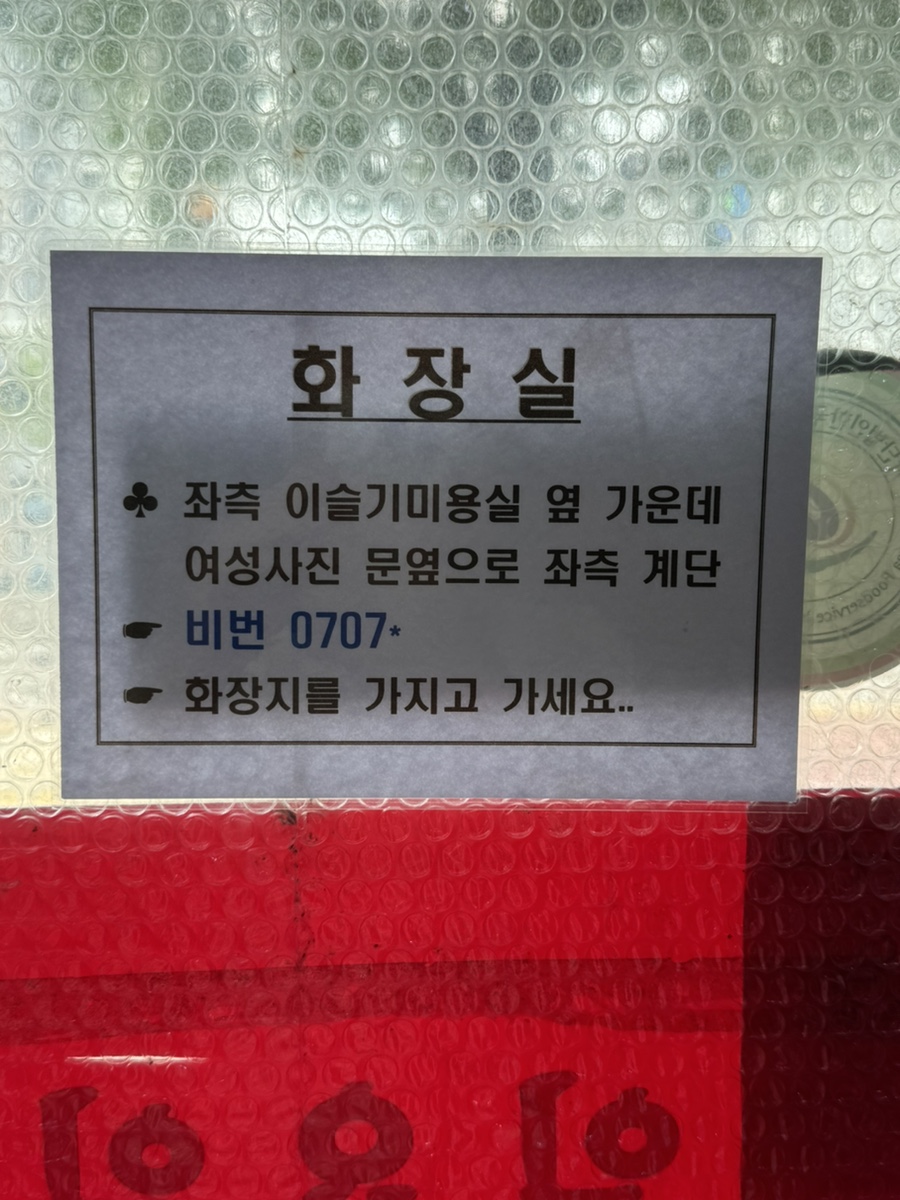 화장실
♣ 좌측 이슬기미용실 옆 가운데
여성사진 문옆으로 좌측 계단
☛ 비번 0707*
☛ 화장지를 가지고 가세요..
Foodservice